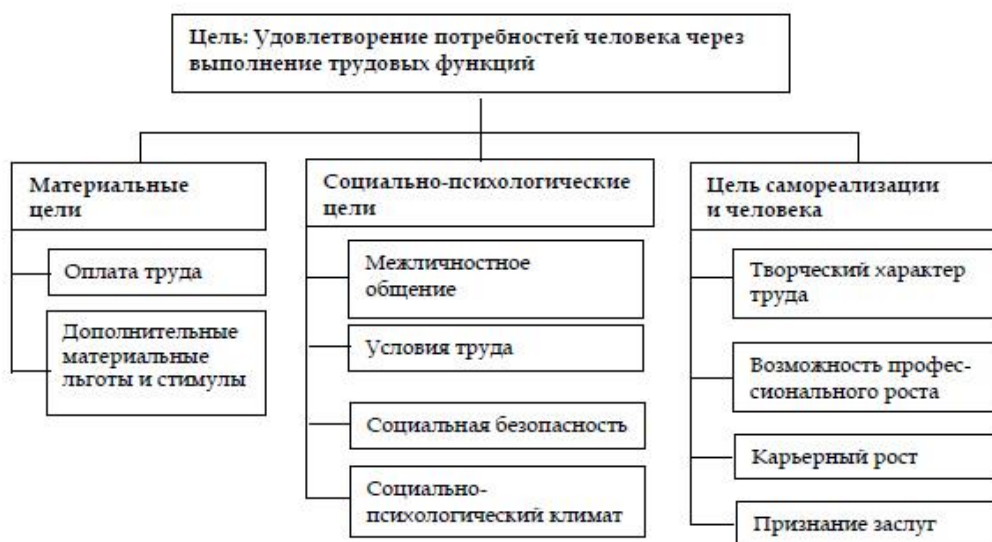 Цель: Удовлетворение потребностей человека через
выполнение трудовых функций
Материальные
цели
Оплата труда
Дополнительные
материальные
льготы и стимулы
Социально-психологические
цели
Межличностное
общение
Условия труда
Социальная безопасность
Социально-
психологический климат
Цель самореализации
и человека
Творческий характер
труда
Возможность профес-
сионального роста
Карьерный рост
Признание заслуг